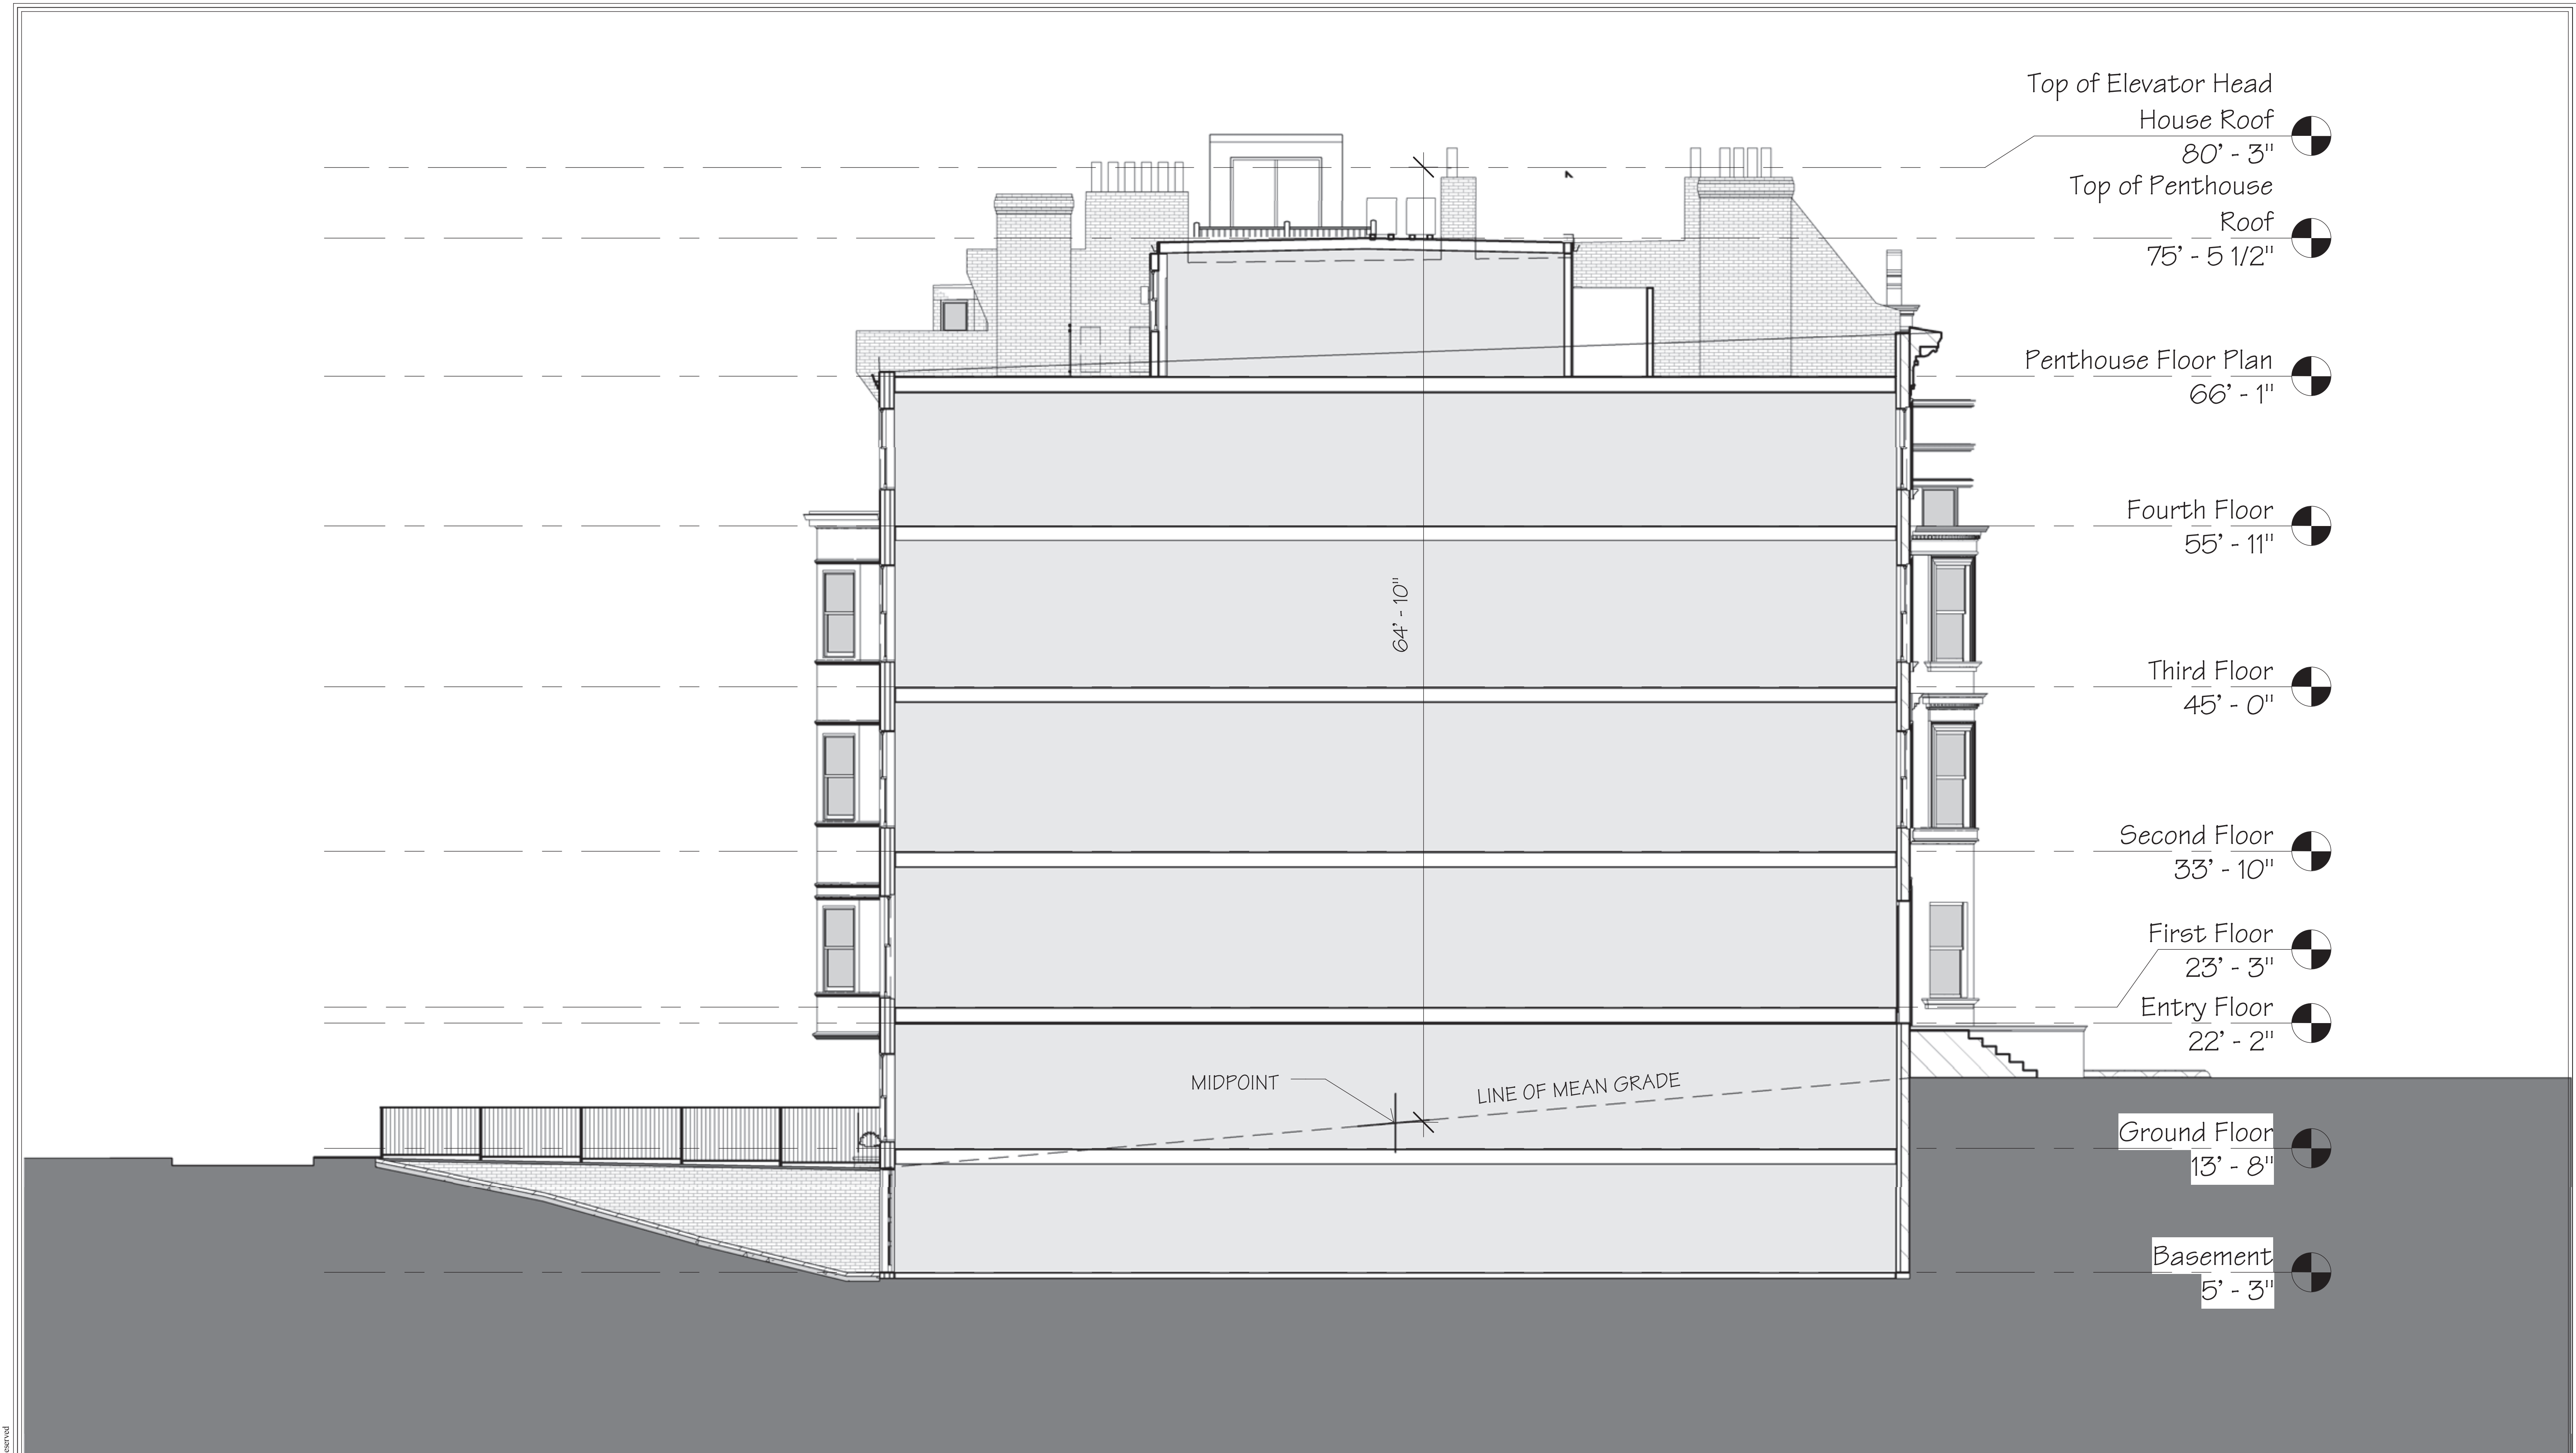 Top of Elevator Head
House Roof
80' - 3"
Top of Penthouse
Roof
75' - 5 1/2"
Penthouse Floor Plan
66' - 1"
Fourth Floor
55' - 11"
64' - 10"
Third Floor
45' - 0"
Second Floor
33' - 10"
First Floor
23' - 3"
Entry Floor
22' - 2"
MIDPOINT
LINE OF MEAN GRADE
Ground Floor
13' - 8"
Basement
5' - 3"
eserved